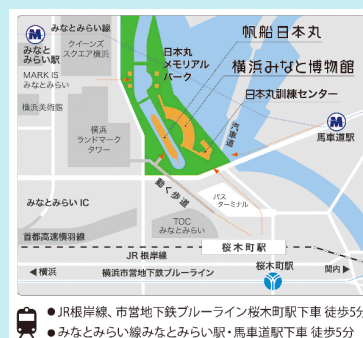 みなとみらい線
みなと
みらい駅
クイーンズ
スクエア横浜
MARK IS
みなとみらい
横浜美術館
日本丸
メモリアル
パーク
帆船日本丸
横浜みなと博物館
日本丸訓練センター
馬車道駅
汽車道
横浜
ランドマーク
タワー
動く歩道
バス
ターミナル
みなとみらい IC
TOC
みなとみらい
首都高速横羽線
桜木町駅
JR 根岸線
◀横浜
横浜市営地下鉄ブルーライン
桜木町駅
関内▶
●JR根岸線、市営地下鉄ブルーライン桜木町駅下車 徒歩5分
●みなとみらい線みなとみらい駅・馬車道駅下車 徒歩5分